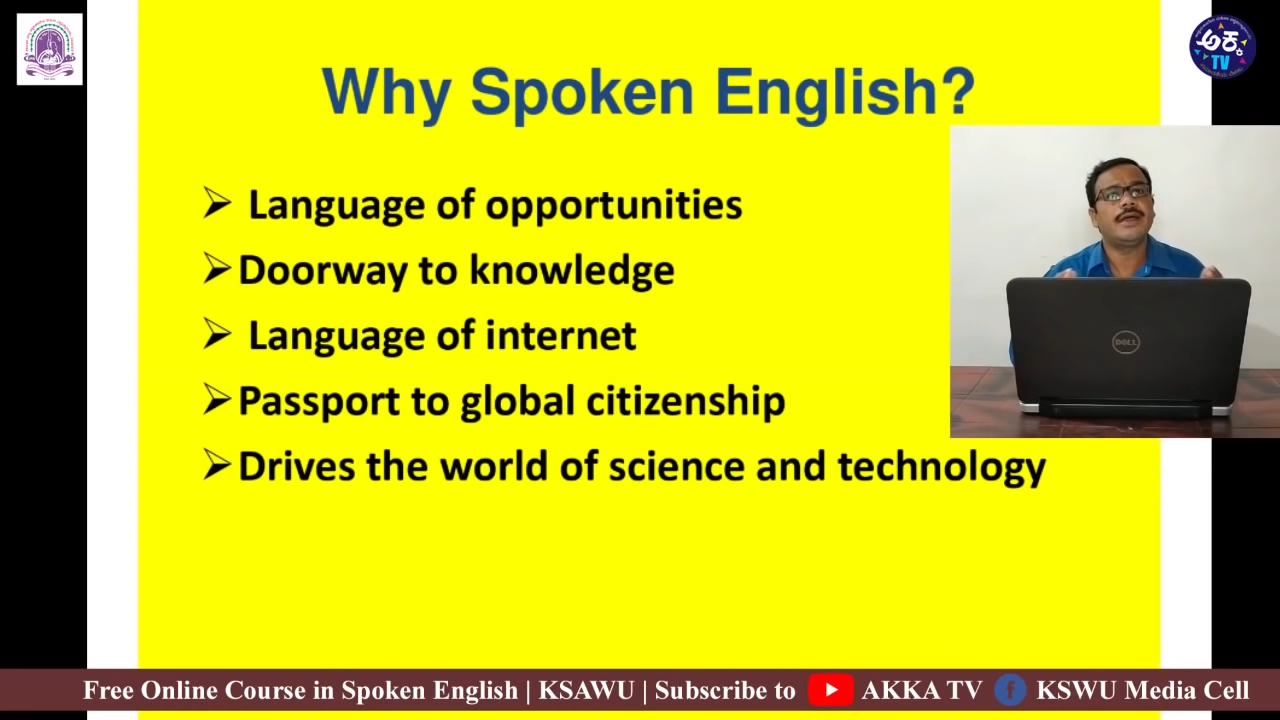 ಅಕ್ಕ
TV
Why Spoken English?
Language of opportunities
Doorway to knowledge
Language of internet
Passport to global citizenship
Drives the world of science and technology
DELL
Free Online Course in Spoken English | KSAWU | Subscribe to AKKA TV KSWU Media Cell